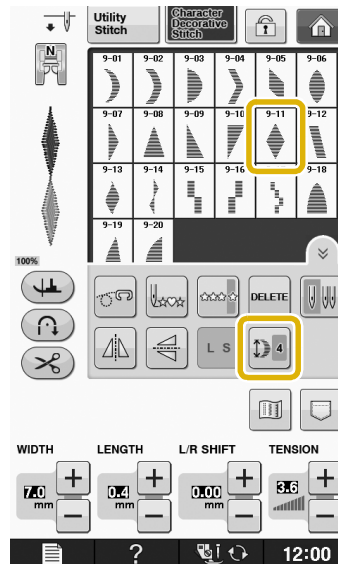 Utility
Stitch
Character
Decorative
Stitch
N
9-01 9-02 9-03 9-04 9-05 9-06
9-07 9-08 9-09 9-10 9-11 9-12
9-13 9-14 9-15 9-16 9-18
9-19 9-20
100%
DELETE
L S
4
WIDTH LENGTH L/R SHIFT TENSION
7.0
mm
0.4
mm
0.00
mm
3.6
?
12:00